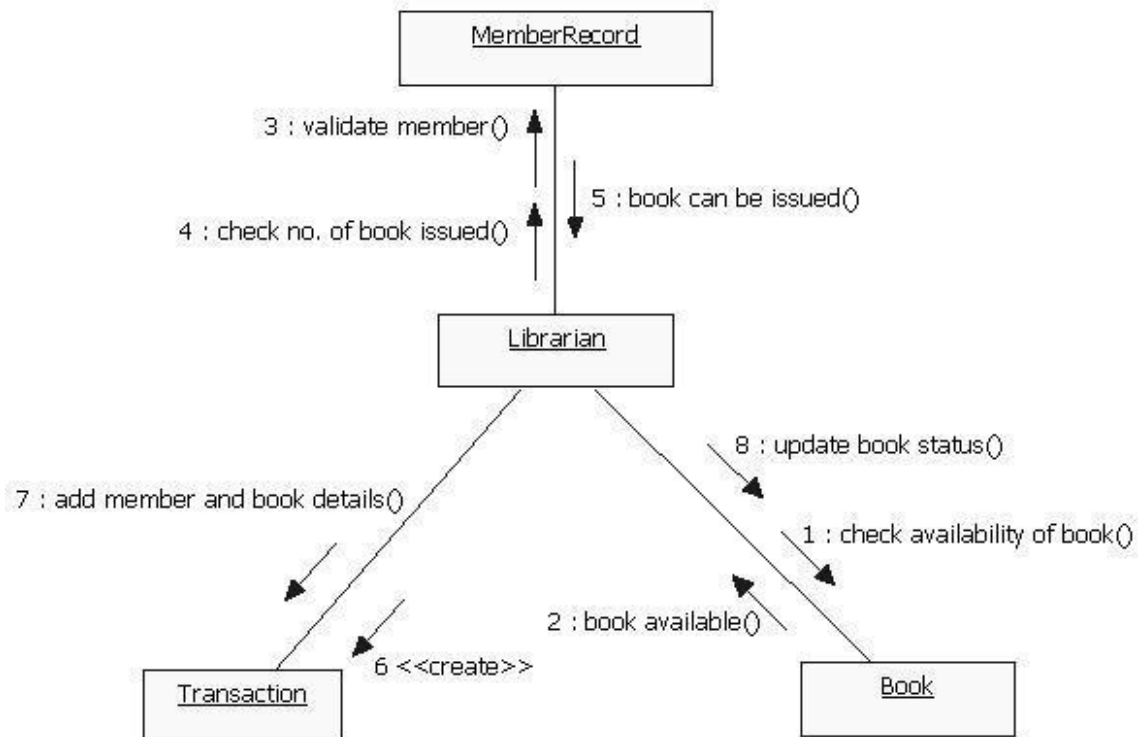 MemberRecord
3 : validate member()
5 : book can be issued()
4 : check no. of book issued()
Librarian
8 : update book status()
7 : add member and book details()
1 : check availability of book()
2 : book available()
6 <<create>>
Transaction
Book